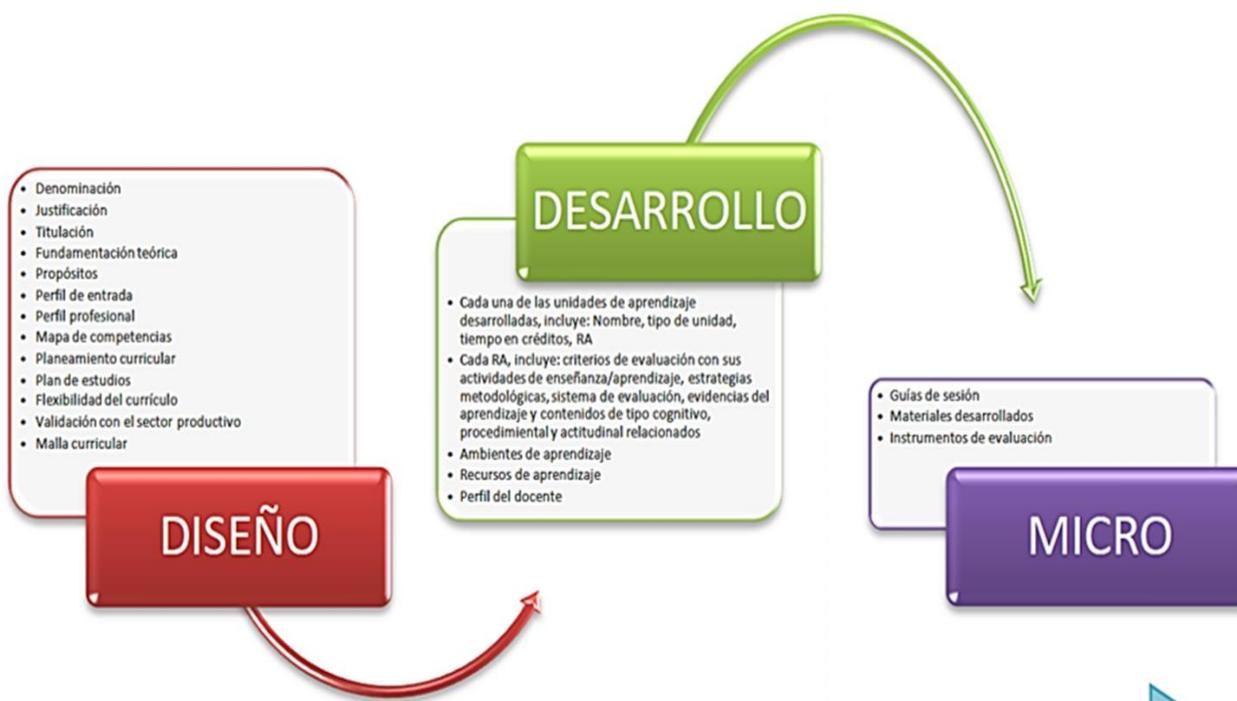 • Denominación
• Justificación
• Titulación
• Fundamentación teórica
• Propósitos
• Perfil de entrada
• Perfil profesional
• Mapa de competencias
• Planeamiento curricular
• Plan de estudios
• Flexibilidad del currículo
• Validación con el sector productivo
• Malla curricular
DISEÑO
DESARROLLO
• Cada una de las unidades de aprendizaje
desarrolladas, incluye: Nombre, tipo de unidad,
tiempo en créditos, RA
• Cada RA, incluye: criterios de evaluación con sus
actividades de enseñanza/aprendizaje, estrategias
metodológicas, sistema de evaluación, evidencias del
aprendizaje y contenidos de tipo cognitivo,
procedimiental y actitudinal relacionados
• Ambientes de aprendizaje
• Recursos de aprendizaje
• Perfil del docente
• Guías de sesión
• Materiales desarrollados
• Instrumentos de evaluación
MICRO